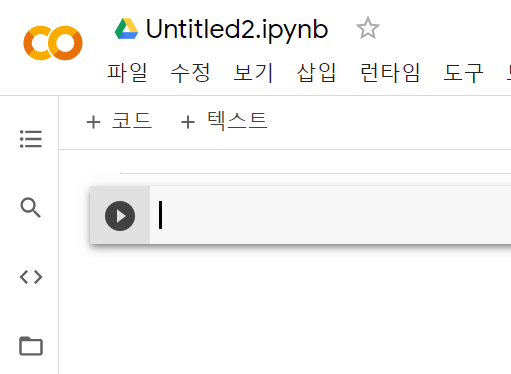 Untitled2.ipynb
파일 수정 보기 삽입 런타임 도구
+ 코드 + 텍스트